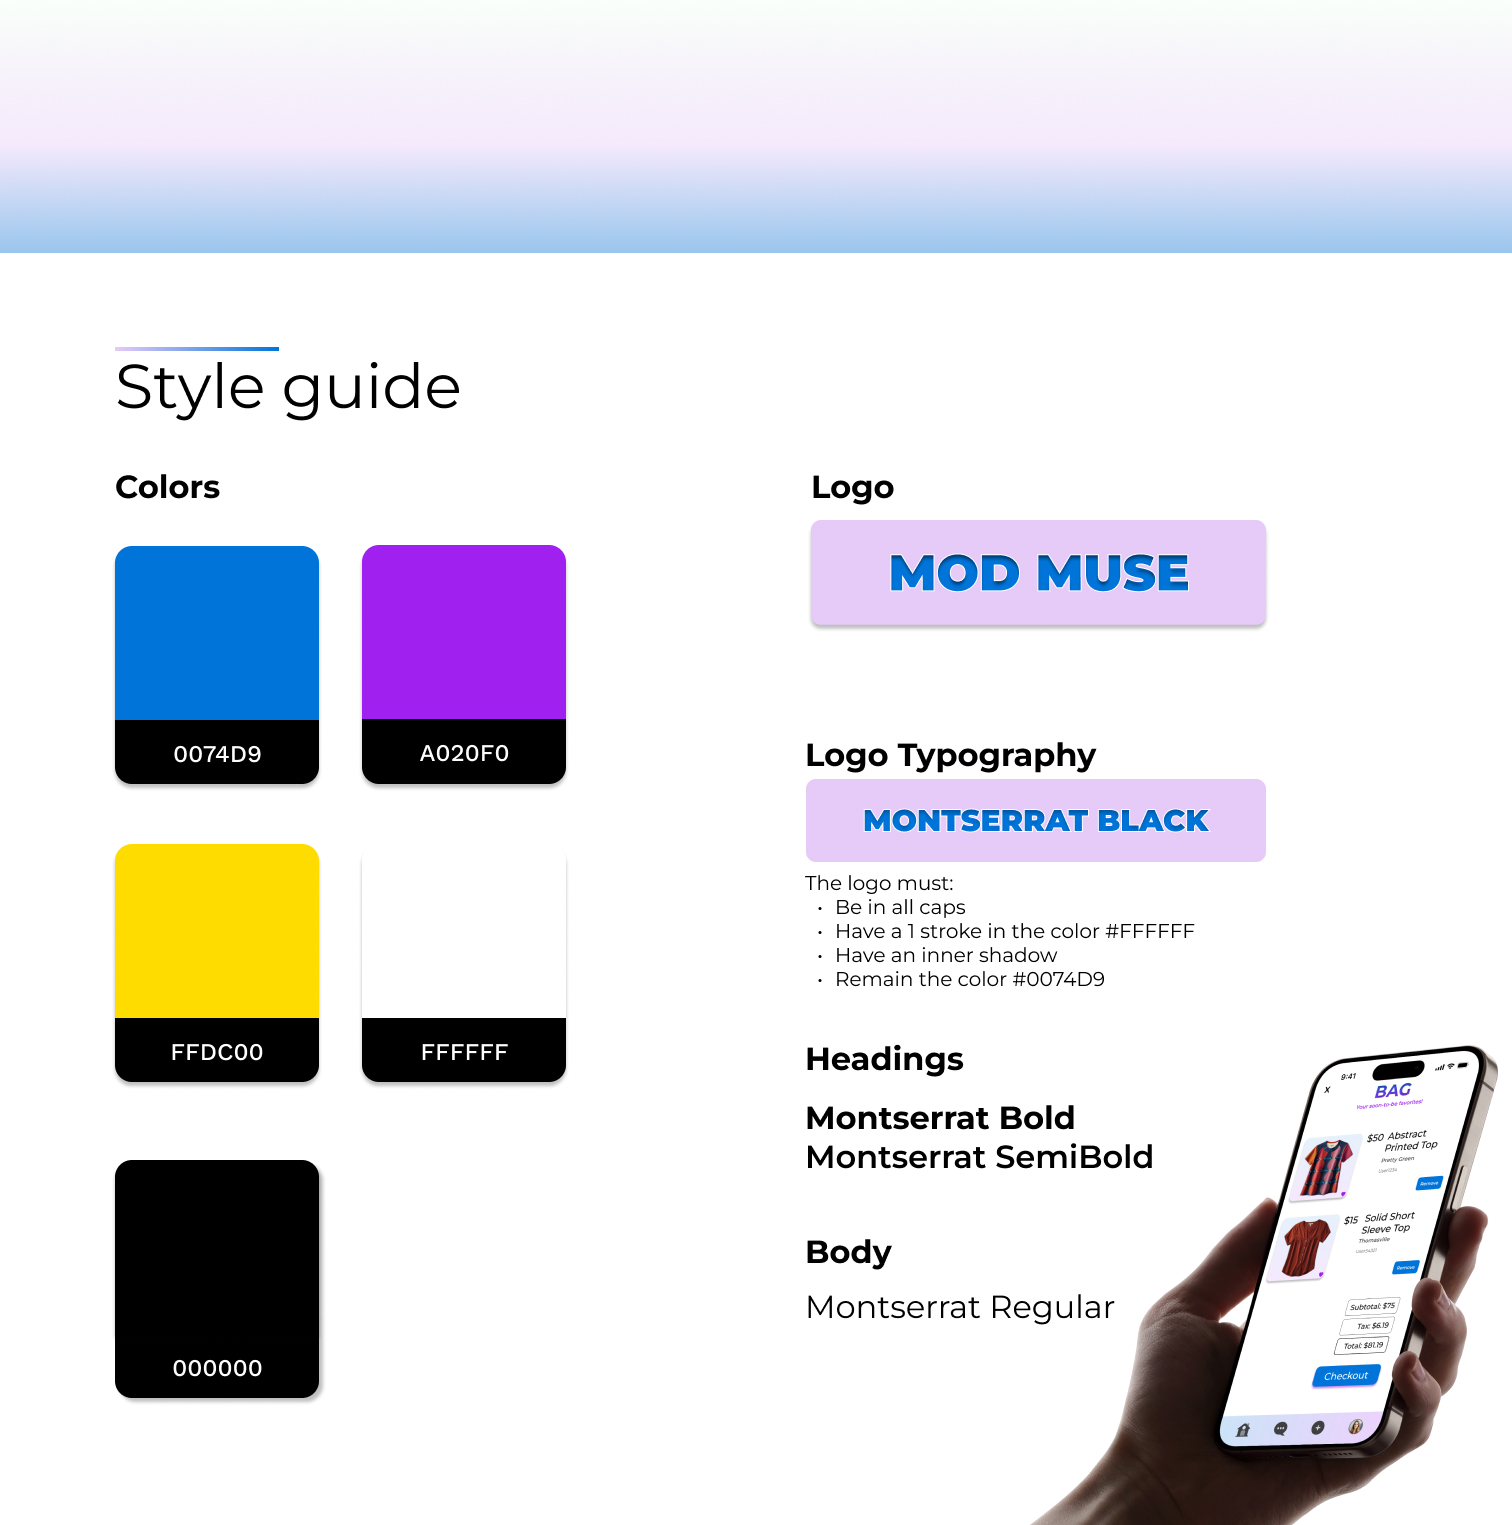 Style guide
Colors
0074D9
A020F0
FFDC00
FFFFFF
000000
Logo
MOD MUSE
Logo Typography
MONTSERRAT BLACK
The logo must:
• Be in all caps
• Have a 1 stroke in the color #FFFFFF
• Have an inner shadow
• Remain the color #0074D9
Headings
Montserrat Bold
Montserrat SemiBold
Body
Montserrat Regular
9:41
X
BAG
Your soon-to-be favorites!
$50 Abstract
Printed Top
Pretty Green
Remove
$15 Solid Short
Sleeve Top
Thomasville
Remove
Subtotal: $75
Tax: $6.19
Total: $81.19
Checkout